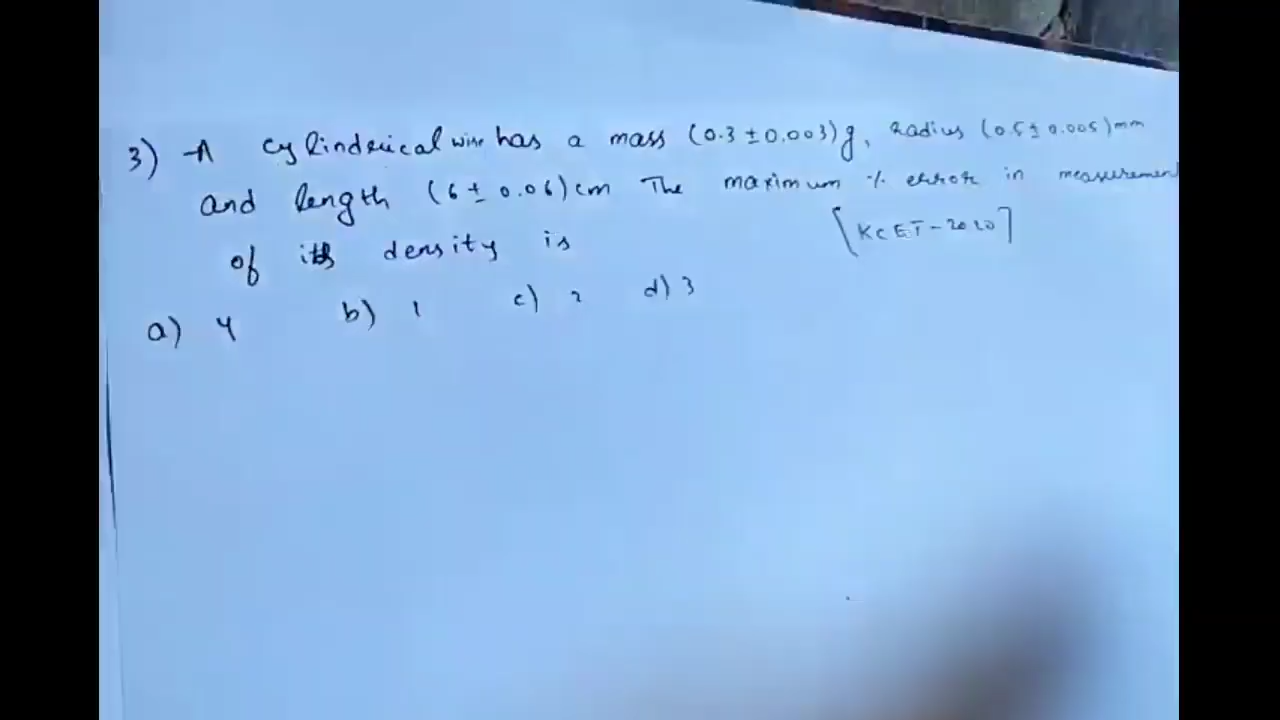 3) A cylindrical wire has a mass (0.3 ± 0.003)g, radius (0.5 ± 0.005)mm
and length (6 ± 0.06)cm The maximum % error in measurement
of its density is
[KCET-2020]
a) 4 b) 1 c) 2 d) 3